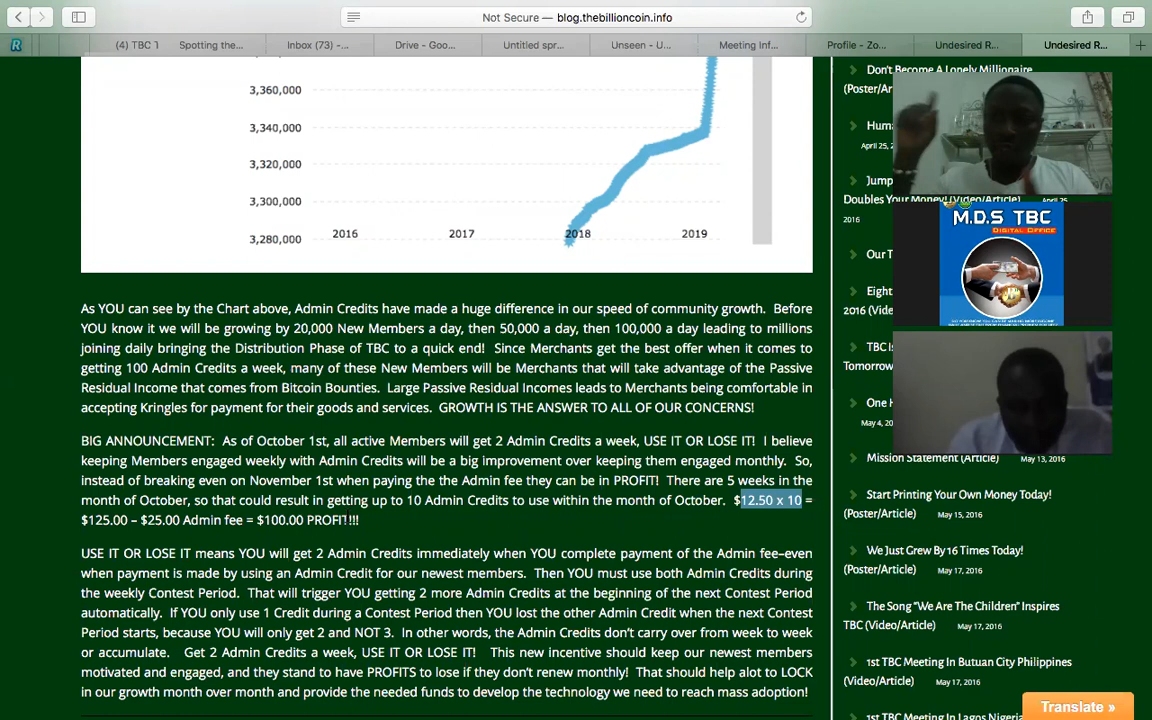 Not Secure — blog.thebillioncoin.info
(4) TBC
Spotting the...
Inbox (73) –...
Drive - Goo...
Untitled spr...
Unseen - U...
Meeting Inf...
Profile - Zo...
Undesired R...
Undesired R...
3,360,000
3,340,000
3,320,000
3,300,000
3,280,000
2016
2017
2018
2019
As YOU can see by the Chart above, Admin Credits have made a huge difference in our speed of community growth. Before
YOU know it we will be growing by 20,000 New Members a day, then 50,000 a day, then 100,000 a day leading to millions
joining daily bringing the Distribution Phase of TBC to a quick end! Since Merchants get the best offer when it comes to
getting 100 Admin Credits a week, many of these New Members will be Merchants that will take advantage of the Passive
Residual Income that comes from Bitcoin Bounties. Large Passive Residual Incomes leads to Merchants being comfortable in
accepting Kringles for payment for their goods and services. GROWTH IS THE ANSWER TO ALL OF OUR CONCERNS!
BIG ANNOUNCEMENT: As of October 1st, all active Members will get 2 Admin Credits a week, USE IT OR LOSE IT! I believe
keeping Members engaged weekly with Admin Credits will be a big improvement over keeping them engaged monthly. So,
instead of breaking even on November 1st when paying the the Admin fee they can be in PROFIT! There are 5 weeks in the
month of October, so that could result in getting up to 10 Admin Credits to use within the month of October. $12.50 x 10 =
$125.00 – $25.00 Admin fee = $100.00 PROFIT!!!!
USE IT OR LOSE IT means YOU will get 2 Admin Credits immediately when YOU complete payment of the Admin fee–even
when payment is made by using an Admin Credit for our newest members. Then YOU must use both Admin Credits during
the weekly Contest Period. That will trigger YOU getting 2 more Admin Credits at the beginning of the next Contest Period
automatically. If YOU only use 1 Credit during a Contest Period then YOU lost the other Admin Credit when the next Contest
Period starts, because YOU will only get 2 and NOT 3. In other words, the Admin Credits don't carry over from week to week
or accumulate. Get 2 Admin Credits a week, USE IT OR LOSE IT! This new incentive should keep our newest members
motivated and engaged, and they stand to have PROFITS to lose if they don't renew monthly! That should help alot to LOCK
in our growth month over month and provide the needed funds to develop the technology we need to reach mass adoption!
Don't Become A Lonely Millionaire
(Poster/Ar
Hum
April 25, 2
Jump
Doubles Your Money! (Video/Article) April 25
2016
Our T
Eight
2016 (Vide
TBC Is
Tomorrow
One H
May 4, 2
Mission Statement (Article) May 13, 2016
Start Printing Your Own Money Today!
(Poster/Article) May 15, 2016
We Just Grew By 16 Times Today!
(Poster/Article) May 17, 2016
The Song "We Are The Children" Inspires
TBC (Video/Article) May 17, 2016
1st TBC Meeting In Butuan City Philippines
(Video/Article) May 17, 2016
1st TBC Meeting In Lagos Nigeria
M.D.S TBC
DIGITAL OFFICE
Translate »